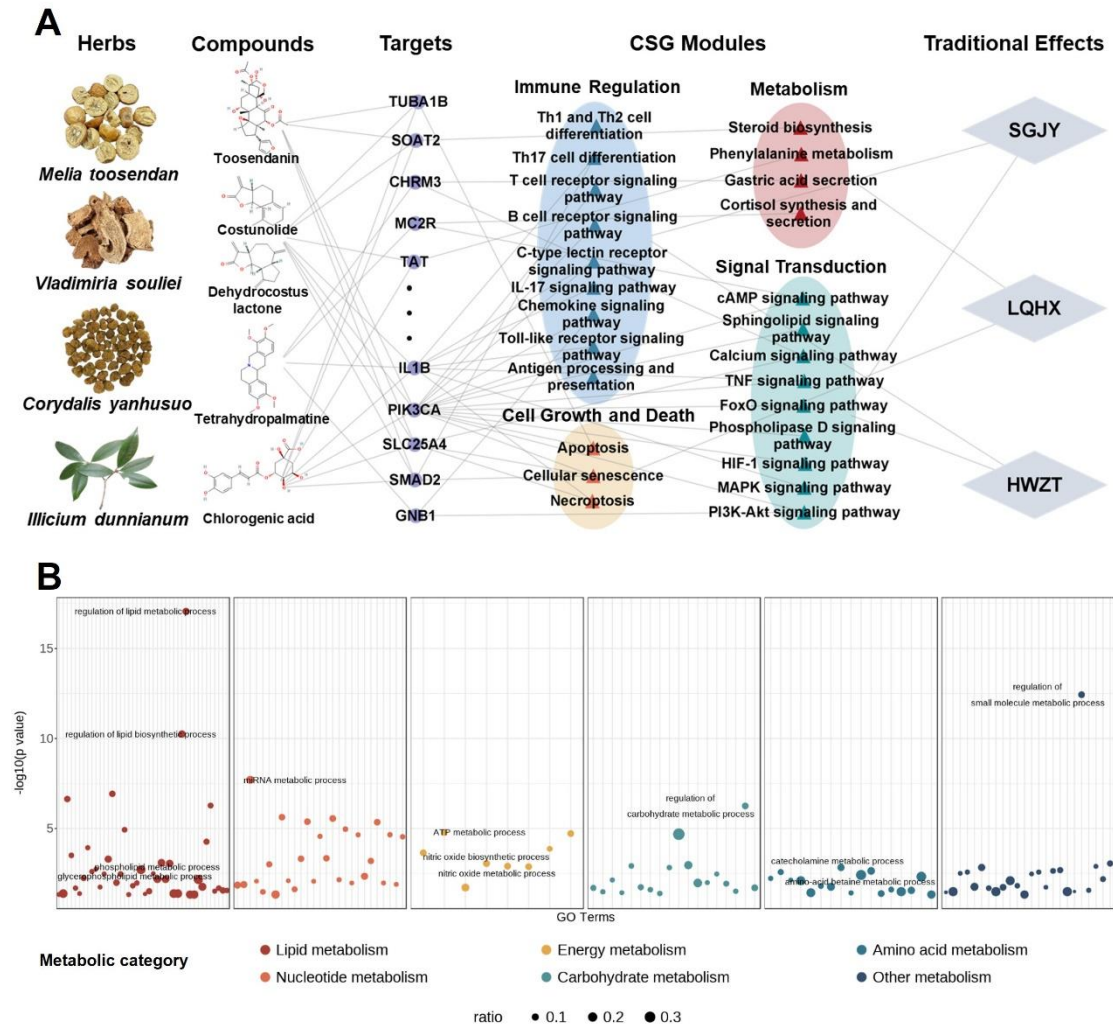 A
Herbs
Compounds
Targets
CSG Modules
Traditional Effects
Melia toosendan
Vladimiria souliei
Corydalis yanhusuo
Illicium dunnianum
Toosendanin
Costunolide
Dehydrocostus
lactone
Tetrahydropalmatine
Chlorogenic acid
TUBA1B
SOAT2
CHRM3
MC2R
TAT
IL1B
PIK3CA
SLC25A4
SMAD2
GNB1
Immune Regulation
Th1 and Th2 cell
differentiation
Th17 cell differentiation
T cell receptor signaling
pathway
B cell receptor signaling
pathway
C-type lectin receptor
signaling pathway
IL-17 signaling pathway
Chemokine signaling
pathway
Toll-like receptor signaling
pathway
Antigen processing and
presentation
Cell Growth and Death
Apoptosis
Cellular senescence
Necroptosis
Metabolism
Steroid biosynthesis
Phenylalanine metabolism
Gastric acid secretion
Cortisol synthesis and
secretion
Signal Transduction
cAMP signaling pathway
Sphingolipid signaling
pathway
Calcium signaling pathway
TNF signaling pathway
FoxO signaling pathway
Phospholipase D signaling
pathway
HIF-1 signaling pathway
MAPK signaling pathway
PI3K-Akt signaling pathway
SGJY
LQHX
HWZT
B
-log10(p value)
15
10
5
regulation of lipid metabolic process
regulation of lipid biosynthetic process
phospholipid metabolic process
glycerophospholipid metabolic process
miRNA metabolic process
ATP metabolic process
nitric oxide biosynthetic process
nitric oxide metabolic process
regulation of
carbohydrate metabolic process
catecholamine metabolic process
amino-acid betaine metabolic process
regulation of
small molecule metabolic process
GO Terms
Metabolic category
Lipid metabolism
Energy metabolism
Amino acid metabolism
Nucleotide metabolism
Carbohydrate metabolism
Other metabolism
ratio
0.1
0.2
0.3